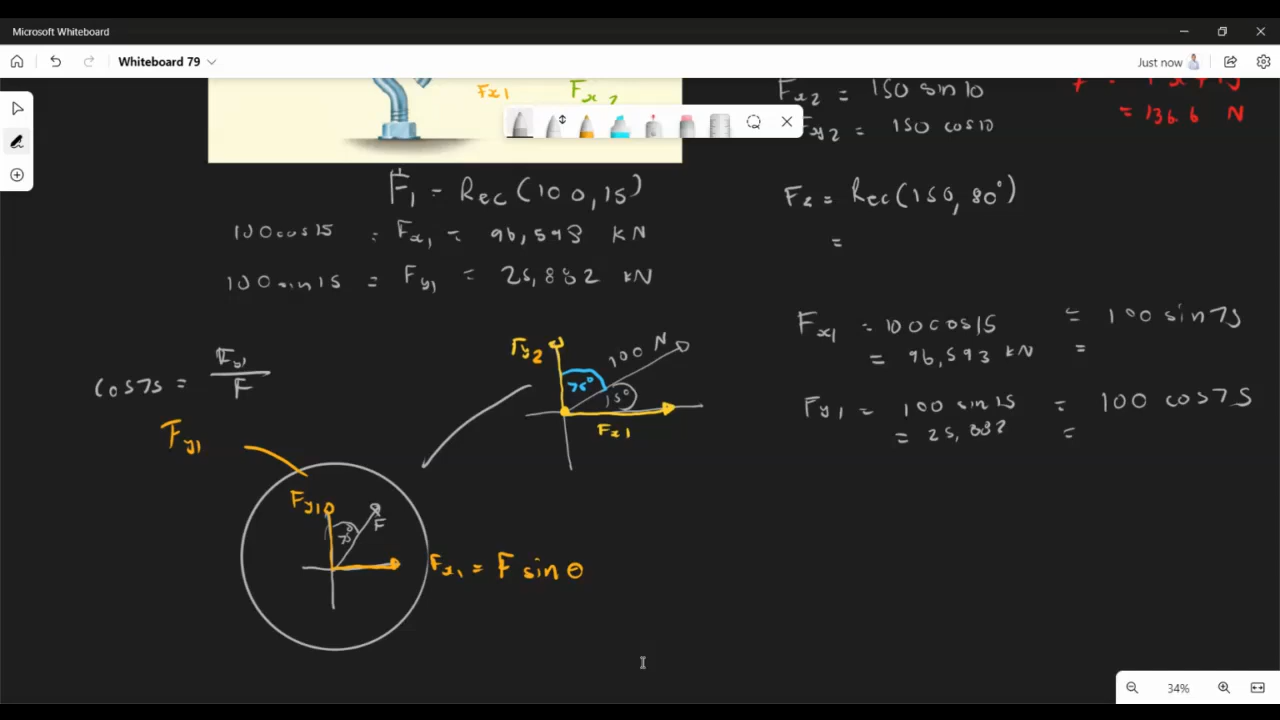 Microsoft Whiteboard
Whiteboard 79
Just now
Fx1
Fx2
Fx2 = 150 sin 10
Fy2 = 150 cos10
= 136.6 N
F1 = Rec(100,15)
100cos15 = Fx1 = 96,593 KN
100sin15 = Fy1 = 25,882 KN
F2 = Rec(150, 80°)
=
Fx1 = 100cos15 = 100 sin75
= 96,593 KN =
Fy1 = 100 sin15 = 100 cos75
= 25,882 =
Fy2
100 N
75°
15°
Fx1
cos75 = Fy1 / F
Fy1
Fy1
F
Fx1 = F sin θ
34%